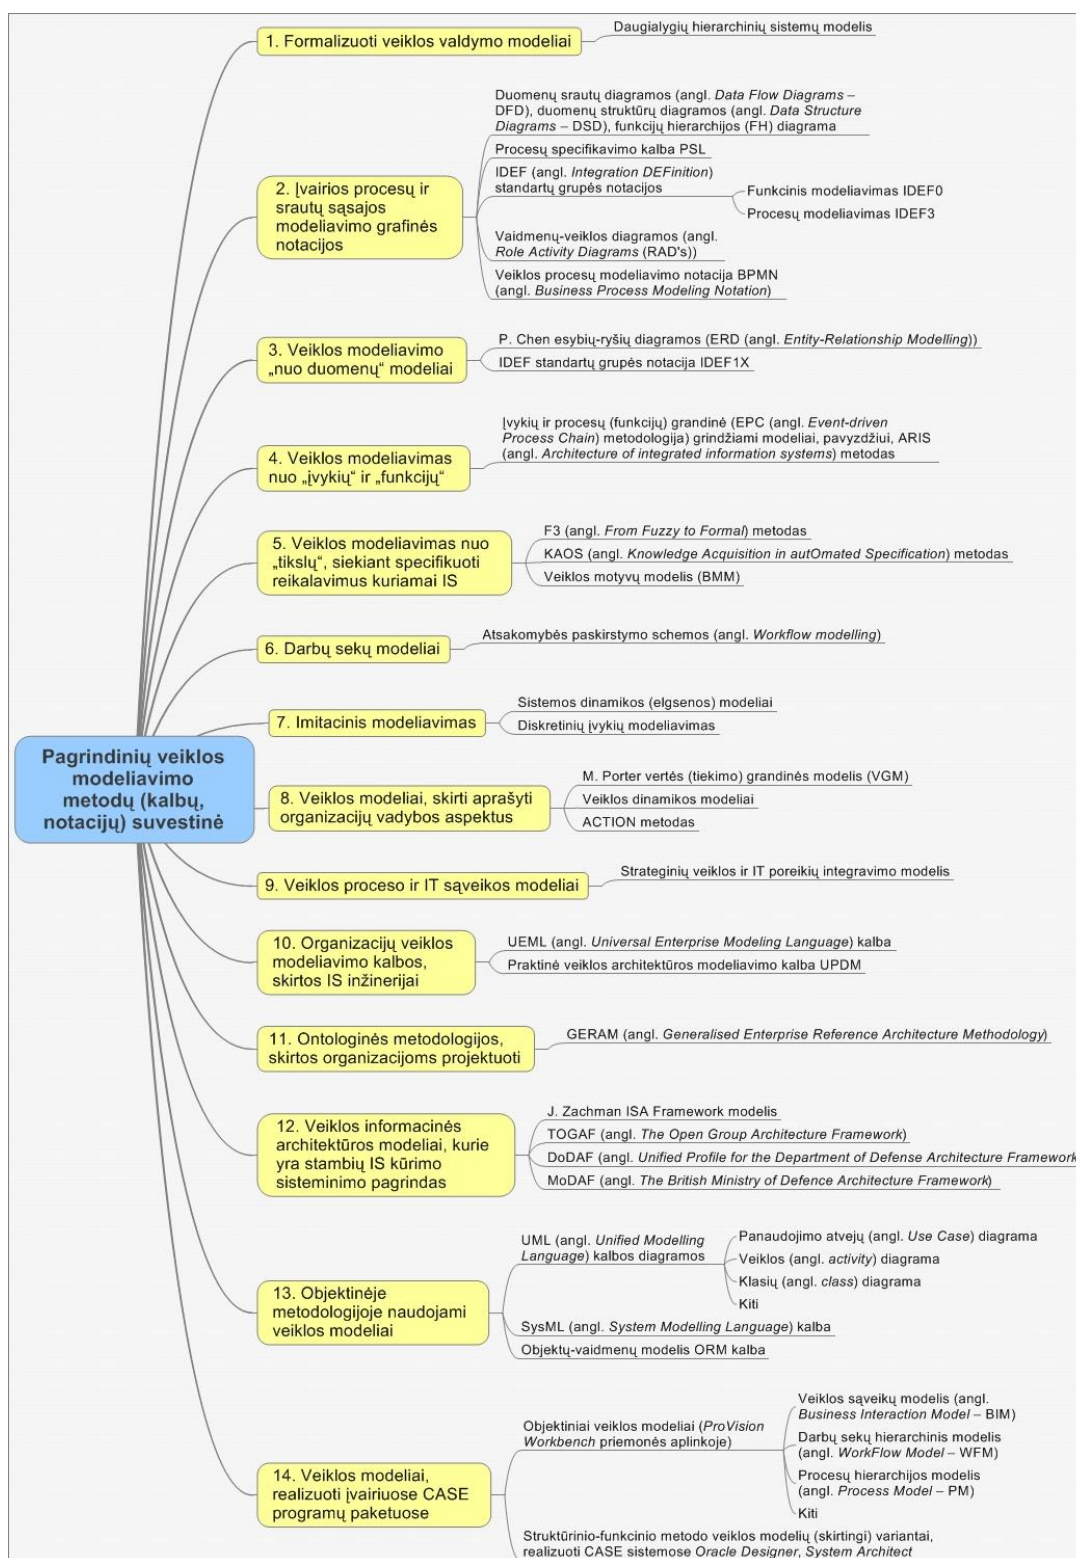 1. Formalizuoti veiklos valdymo modeliai
Daugialygių hierarchinių sistemų modelis
2. Įvairios procesų ir
srautų sąsajos
modeliavimo grafinės
notacijos
Duomenų srautų diagramos (angl. Data Flow Diagrams –
DFD), duomenų struktūrų diagramos (angl. Data Structure
Diagrams – DSD), funkcijų hierarchijos (FH) diagrama
Procesų specifikavimo kalba PSL
IDEF (angl. Integration DEFinition)
standartų grupės notacijos
Funkcinis modeliavimas IDEF0
Procesų modeliavimas IDEF3
Vaidmenų-veiklos diagramos (angl.
Role Activity Diagrams (RAD's))
Veiklos procesų modeliavimo notacija BPMN
(angl. Business Process Modeling Notation)
3. Veiklos modeliavimo
„nuo duomenų“ modeliai
P. Chen esybių-ryšių diagramos (ERD (angl. Entity-Relationship Modelling))
IDEF standartų grupės notacija IDEF1X
4. Veiklos modeliavimas
nuo „įvykių“ ir „funkcijų“
Įvykių ir procesų (funkcijų) grandinė (EPC (angl. Event-driven
Process Chain) metodologija) grindžiami modeliai, pavyzdžiui, ARIS
(angl. Architecture of integrated information systems) metodas
5. Veiklos modeliavimas nuo
„tikslų“, siekiant specifikuoti
reikalavimus kuriamai IS
F3 (angl. From Fuzzy to Formal) metodas
KAOS (angl. Knowledge Acquisition in autOmated Specification) metodas
Veiklos motyvų modelis (BMM)
6. Darbų sekų modeliai
Atsakomybės paskirstymo schemos (angl. Workflow modelling)
7. Imitacinis modeliavimas
Sistemos dinamikos (elgsenos) modeliai
Diskretinių įvykių modeliavimas
Pagrindinių veiklos
modeliavimo
metodų (kalbų,
notacijų) suvestinė
8. Veiklos modeliai, skirti aprašyti
organizacijų vadybos aspektus
M. Porter vertės (tiekimo) grandinės modelis (VGM)
Veiklos dinamikos modeliai
ACTION metodas
9. Veiklos proceso ir IT sąveikos modeliai
Strateginių veiklos ir IT poreikių integravimo modelis
10. Organizacijų veiklos
modeliavimo kalbos,
skirtos IS inžinerijai
UEML (angl. Universal Enterprise Modeling Language) kalba
Praktinė veiklos architektūros modeliavimo kalba UPDM
11. Ontologinės metodologijos,
skirtos organizacijoms projektuoti
GERAM (angl. Generalised Enterprise Reference Architecture Methodology)
12. Veiklos informacinės
architektūros modeliai, kurie
yra stambių IS kūrimo
sisteminimo pagrindas
J. Zachman ISA Framework modelis
TOGAF (angl. The Open Group Architecture Framework)
DoDAF (angl. Unified Profile for the Department of Defense Architecture Framework
MoDAF (angl. The British Ministry of Defence Architecture Framework)
13. Objektinėje
metodologijoje naudojami
veiklos modeliai
UML (angl. Unified Modelling
Language) kalbos diagramos
Panaudojimo atvejų (angl. Use Case) diagrama
Veiklos (angl. activity) diagrama
Klasių (angl. class) diagrama
Kiti
SysML (angl. System Modelling Language) kalba
Objektų-vaidmenų modelis ORM kalba
14. Veiklos modeliai,
realizuoti įvairiuose CASE
programų paketuose
Objektiniai veiklos modeliai (ProVision
Workbench priemonės aplinkoje)
Veiklos sąveikų modelis (angl.
Business Interaction Model – BIM)
Darbų sekų hierarchinis modelis
(angl. WorkFlow Model – WFM)
Procesų hierarchijos modelis
(angl. Process Model – PM)
Kiti
Struktūrinio-funkcinio metodo veiklos modelių (skirtingi) variantai,
realizuoti CASE sistemose Oracle Designer, System Architect